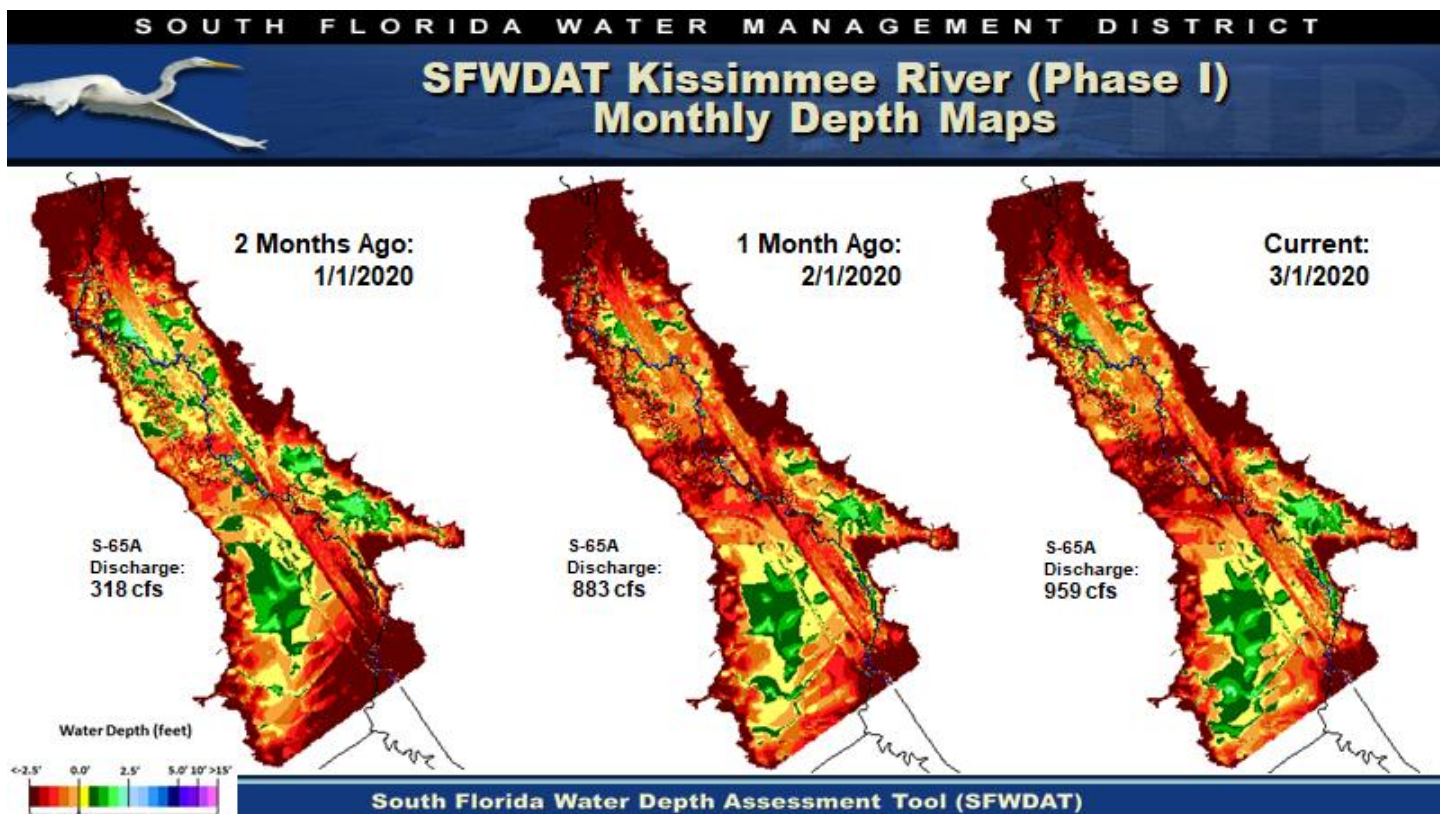 SOUTH FLORIDA WATER MANAGEMENT DISTRICT
SFWDAT Kissimmee River (Phase I)
Monthly Depth Maps
2 Months Ago:
1/1/2020
1 Month Ago:
2/1/2020
Current:
3/1/2020
S-65A
Discharge:
318 cfs
S-65A
Discharge:
883 cfs
S-65A
Discharge:
959 cfs
Water Depth (feet)
<-2.5' 0.0' 2.5' 5.0' 10' >15'
South Florida Water Depth Assessment Tool (SFWDAT)